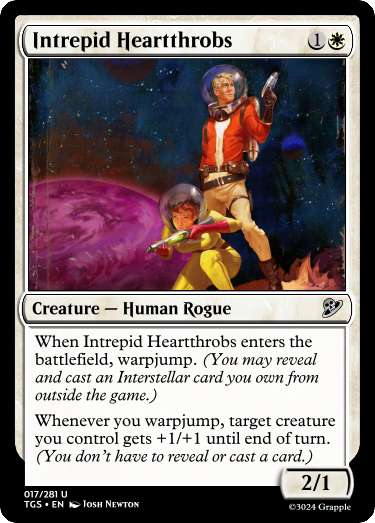 Intrepid Heartthrobs 1
Creature — Human Rogue
When Intrepid Heartthrobs enters the
battlefield, warpjump. (You may reveal
and cast an Interstellar card you own from
outside the game.)
Whenever you warpjump, target creature
you control gets +1/+1 until end of turn.
(You don't have to reveal or cast a card.)
2/1
017/281 U
TGS • EN Josh Newton
©3024 Grapple